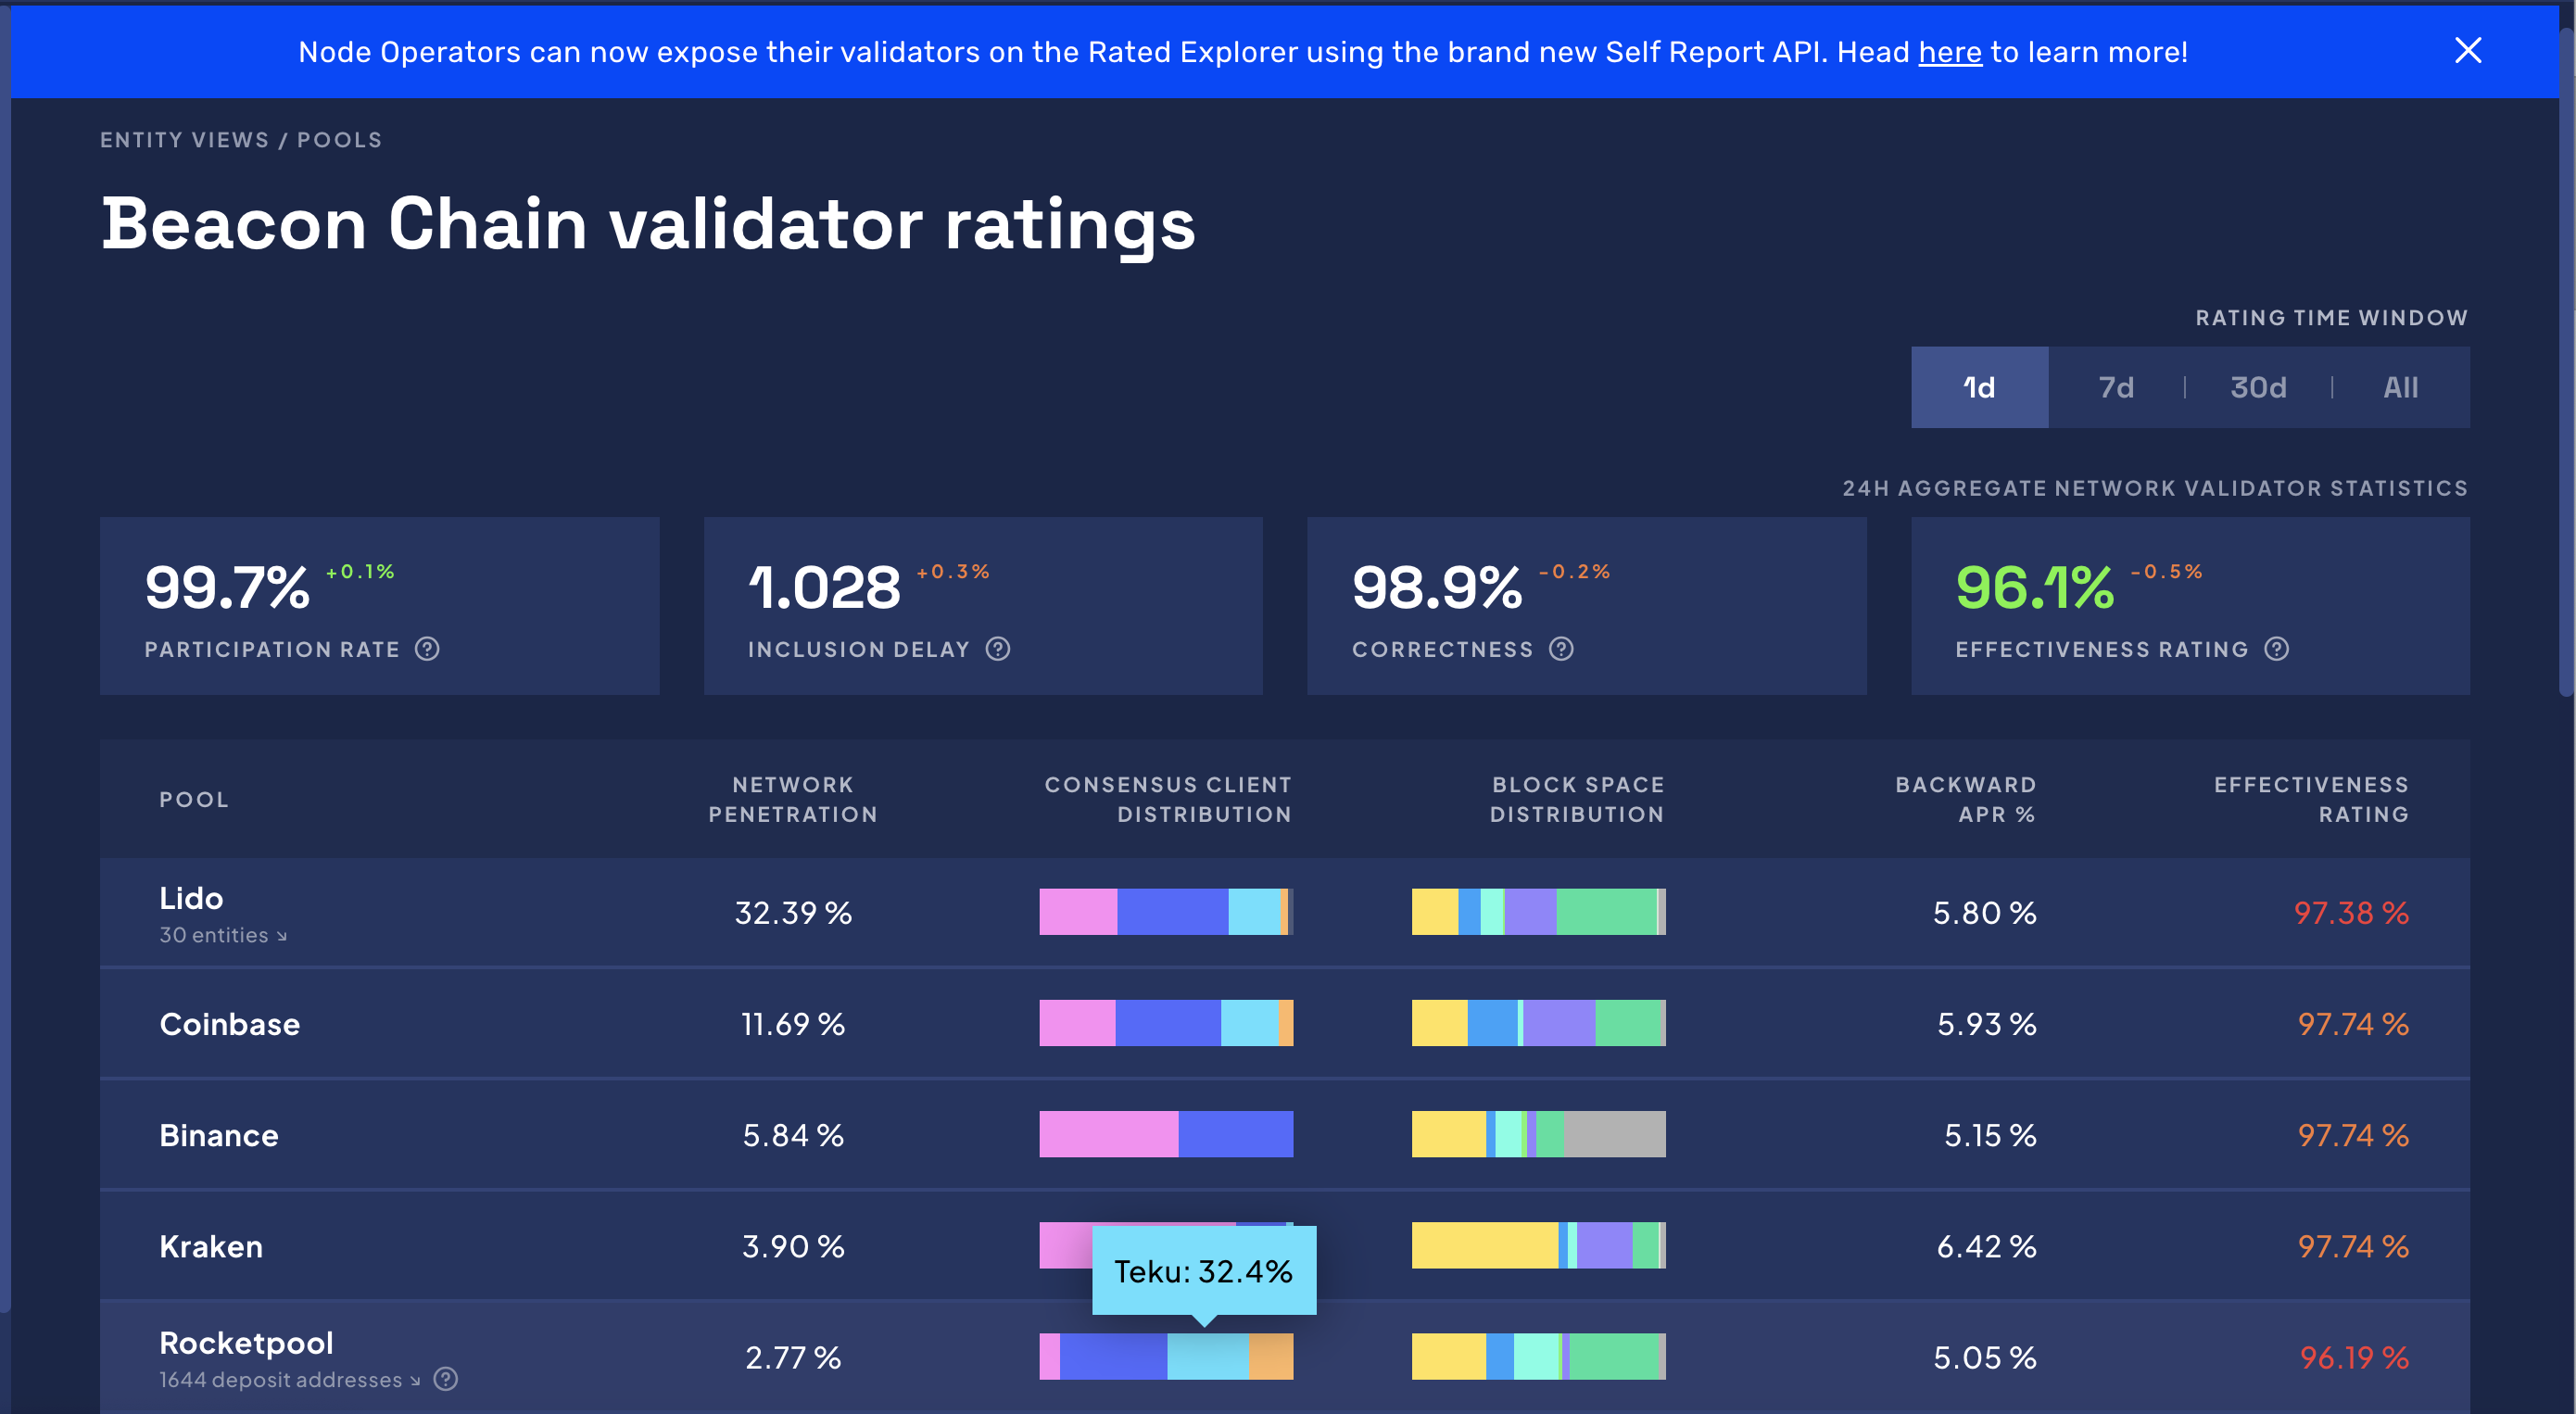 Node Operators can now expose their validators on the Rated Explorer using the brand new Self Report API. Head here to learn more!
ENTITY VIEWS / POOLS
Beacon Chain validator ratings
RATING TIME WINDOW
1d 7d 30d All
24H AGGREGATE NETWORK VALIDATOR STATISTICS
99.7% +0.1%
PARTICIPATION RATE
1.028 +0.3%
INCLUSION DELAY
98.9% -0.2%
CORRECTNESS
96.1% -0.5%
EFFECTIVENESS RATING
POOL
NETWORK
PENETRATION
CONSENSUS CLIENT
DISTRIBUTION
BLOCK SPACE
DISTRIBUTION
BACKWARD
APR %
EFFECTIVENESS
RATING
Lido
30 entities ↘
32.39 % 5.80 % 97.38 %
Coinbase 11.69 % 5.93 % 97.74 %
Binance 5.84 % 5.15 % 97.74 %
Kraken 3.90 % 6.42 % 97.74 %
Teku: 32.4%
Rocketpool
1644 deposit addresses ↘
2.77 % 5.05 % 96.19 %